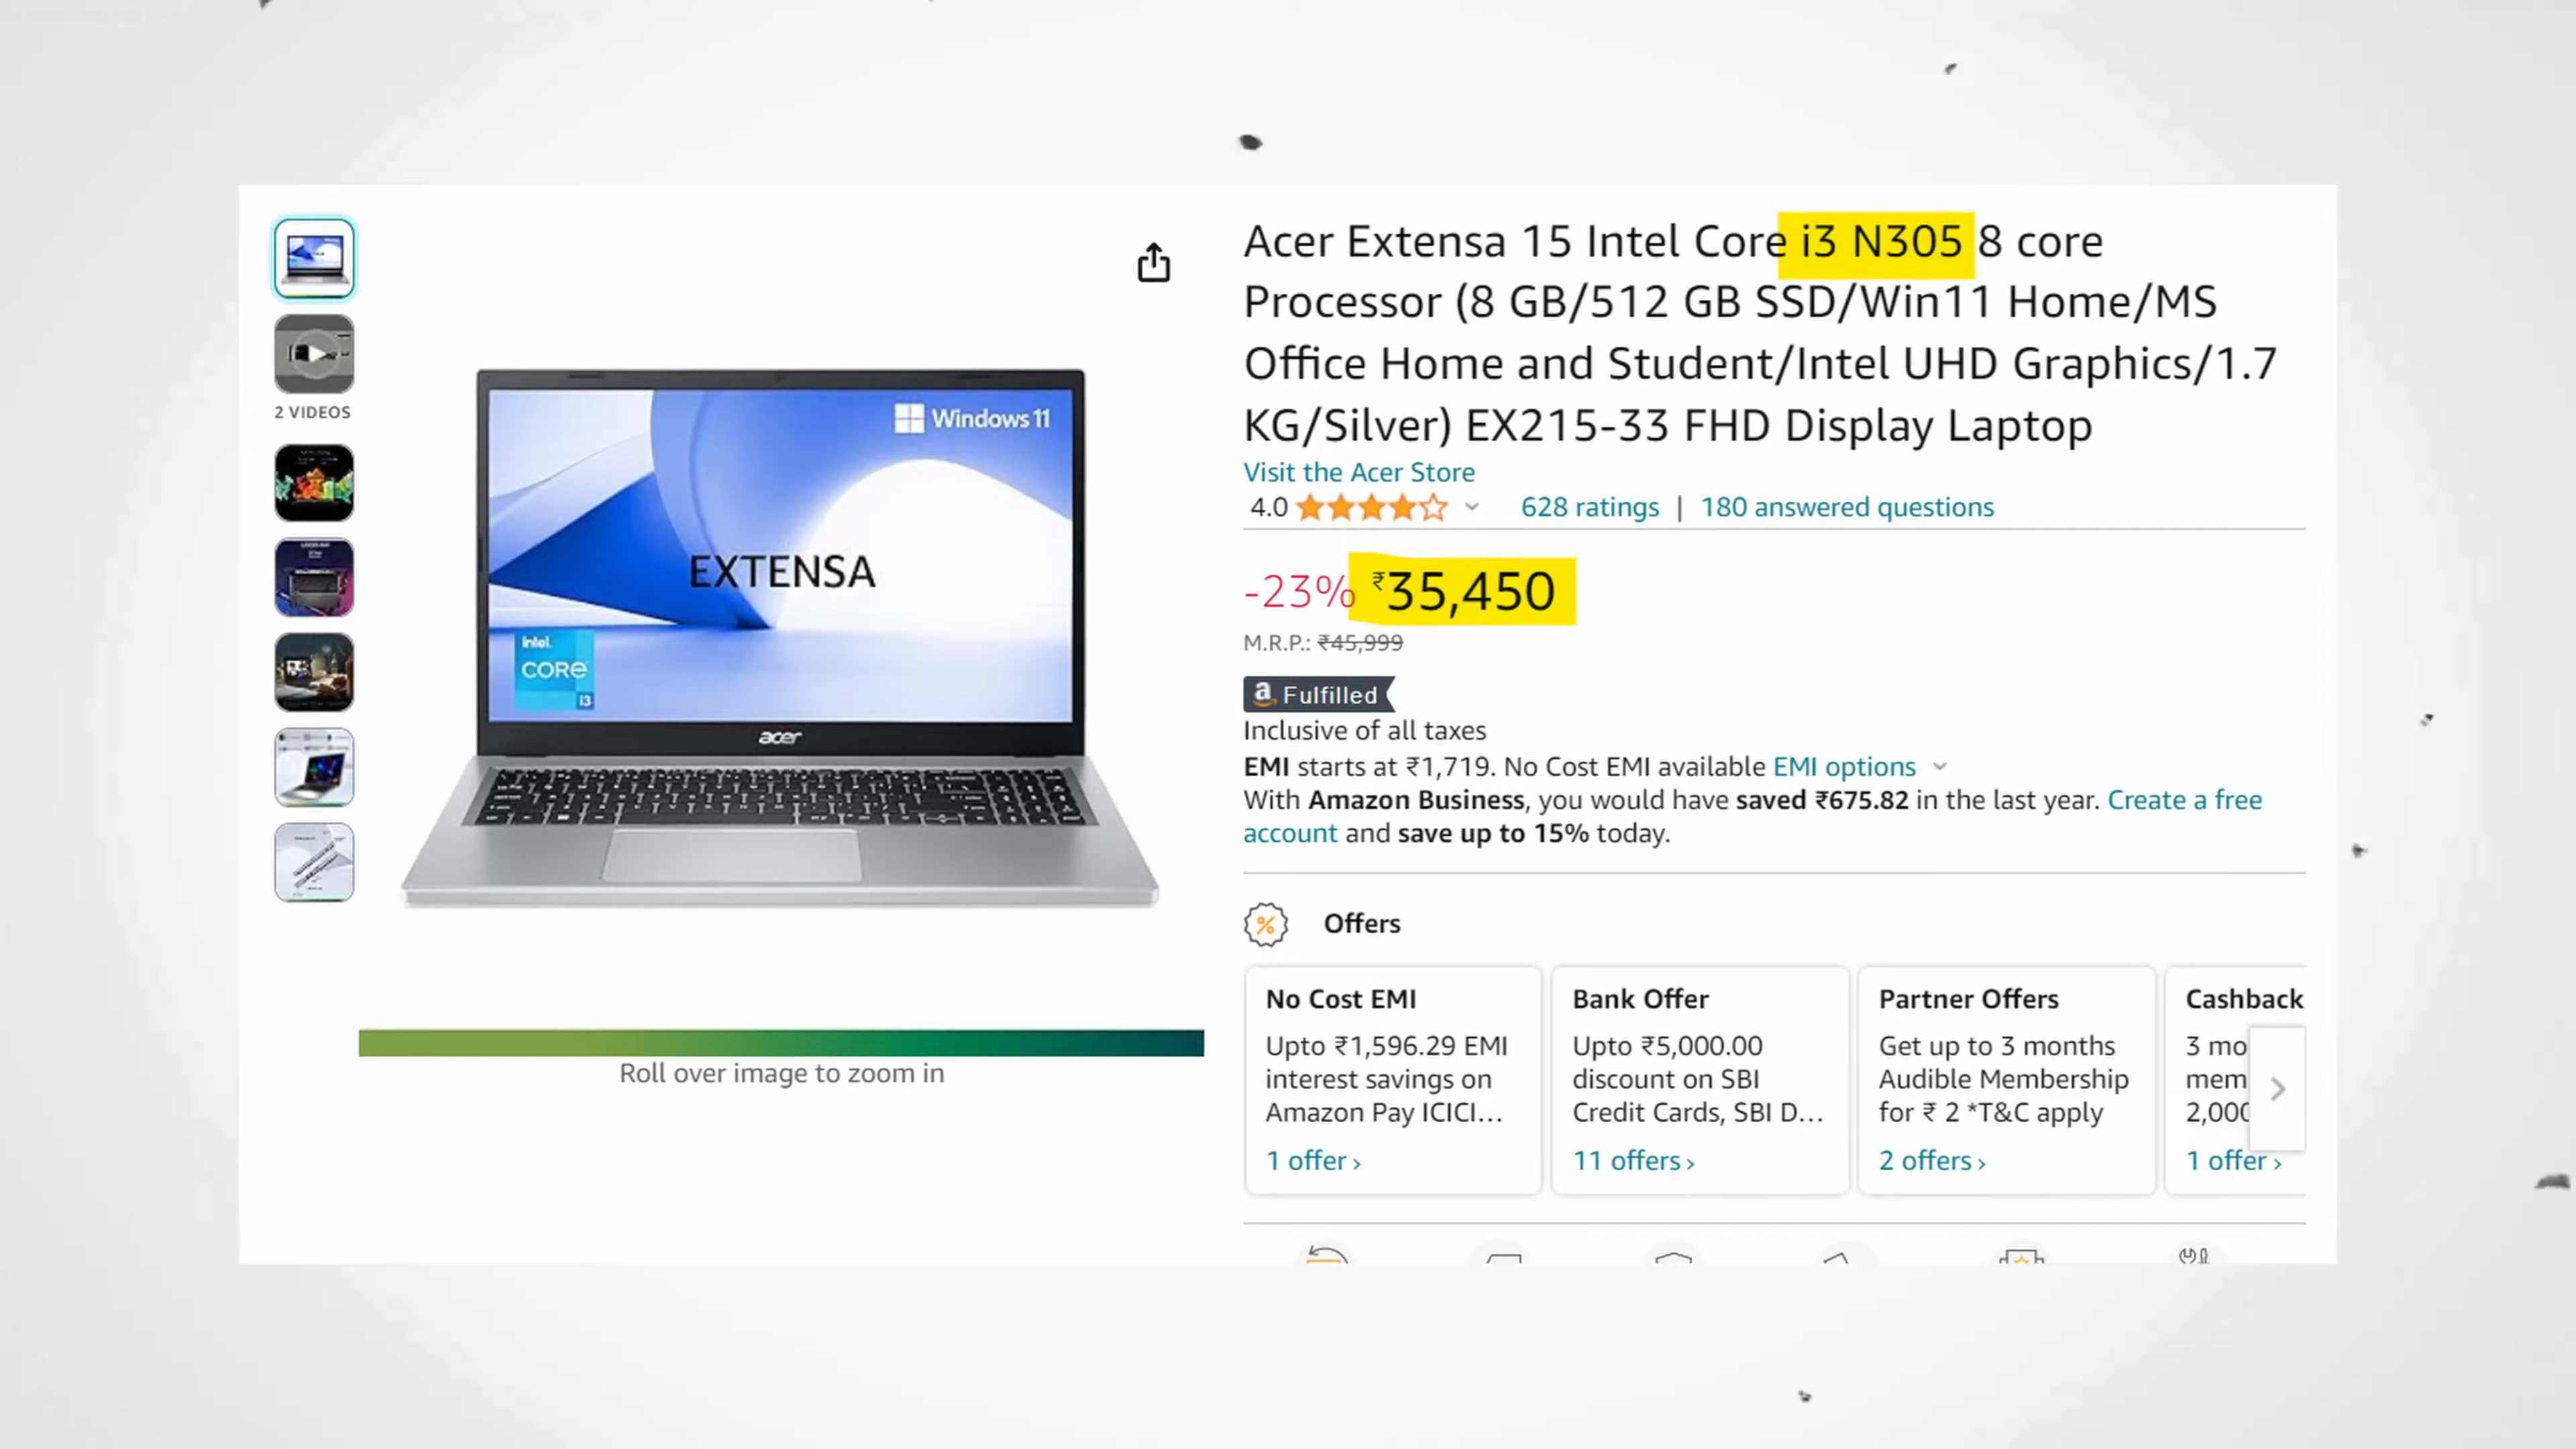 Acer Extensa 15 Intel Core i3 N305 8 core
Processor (8 GB/512 GB SSD/Win11 Home/MS
Office Home and Student/Intel UHD Graphics/1.7
KG/Silver) EX215-33 FHD Display Laptop
Visit the Acer Store
4.0
628 ratings | 180 answered questions
2 VIDEOS
Windows 11
EXTENSA
intel.
CORE
i3
acer
-23% ₹35,450
M.R.P.: ₹45,999
a Fulfilled
Inclusive of all taxes
EMI starts at ₹1,719. No Cost EMI available EMI options
With Amazon Business, you would have saved ₹675.82 in the last year. Create a free
account and save up to 15% today.
% Offers
No Cost EMI
Upto ₹1,596.29 EMI
interest savings on
Amazon Pay ICICI…
1 offer ›
Bank Offer
Upto ₹5,000.00
discount on SBI
Credit Cards, SBI D…
11 offers ›
Partner Offers
Get up to 3 months
Audible Membership
for ₹ 2 *T&C apply
2 offers ›
Cashback
3 mo
mem
2,000
1 offer ›
Roll over image to zoom in